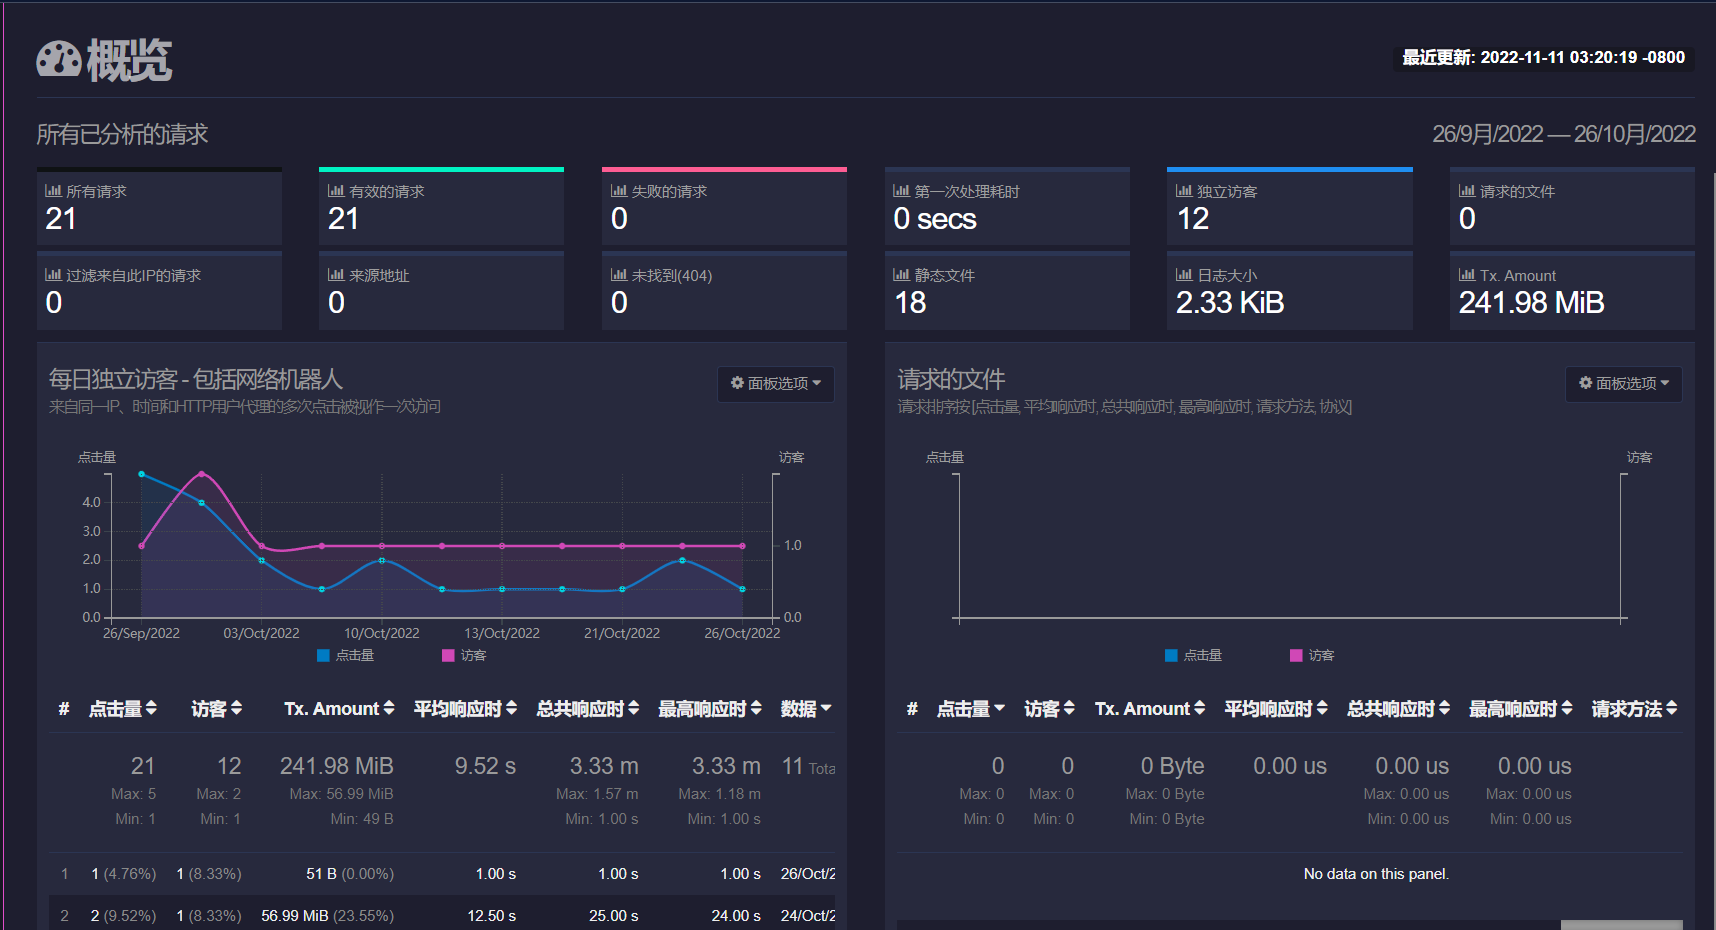 概览
最近更新: 2022-11-11 03:20:19 -0800
所有已分析的请求
26/9月/2022 — 26/10月/2022
所有请求
21
有效的请求
21
失败的请求
0
第一次处理耗时
0 secs
独立访客
12
请求的文件
0
过滤来自此IP的请求
0
来源地址
0
未找到(404)
0
静态文件
18
日志大小
2.33 KiB
Tx. Amount
241.98 MiB
每日独立访客 - 包括网络机器人
面板选项
来自同一IP、时间和HTTP用户代理的多次点击被视作一次访问
点击量 访客
4.0
3.0
2.0 1.0
1.0
0.0 0.0
26/Sep/2022 03/Oct/2022 10/Oct/2022 13/Oct/2022 21/Oct/2022 26/Oct/2022
点击量 访客
# 点击量 访客 Tx. Amount 平均响应时 总共响应时 最高响应时 数据
21 12 241.98 MiB 9.52 s 3.33 m 3.33 m 11 Tota
Max: 5 Max: 2 Max: 56.99 MiB Max: 1.57 m Max: 1.18 m
Min: 1 Min: 1 Min: 49 B Min: 1.00 s Min: 1.00 s
1 1 (4.76%) 1 (8.33%) 51 B (0.00%) 1.00 s 1.00 s 1.00 s 26/Oct/2
2 2 (9.52%) 1 (8.33%) 56.99 MiB (23.55%) 12.50 s 25.00 s 24.00 s 24/Oct/2
请求的文件
面板选项
请求排序按[点击量, 平均响应时, 总共响应时, 最高响应时, 请求方法, 协议]
点击量 访客
点击量 访客
# 点击量 访客 Tx. Amount 平均响应时 总共响应时 最高响应时 请求方法
0 0 0 Byte 0.00 us 0.00 us 0.00 us
Max: 0 Max: 0 Max: 0 Byte Max: 0.00 us Max: 0.00 us
Min: 0 Min: 0 Min: 0 Byte Min: 0.00 us Min: 0.00 us
No data on this panel.